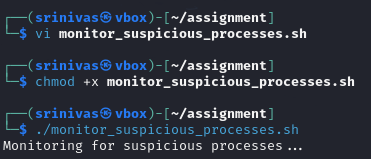 ┌──(srinivas㉿vbox)-[~/assignment]
└─$ vi monitor_suspicious_processes.sh
┌──(srinivas㉿vbox)-[~/assignment]
└─$ chmod +x monitor_suspicious_processes.sh
┌──(srinivas㉿vbox)-[~/assignment]
└─$ ./monitor_suspicious_processes.sh
Monitoring for suspicious processes...